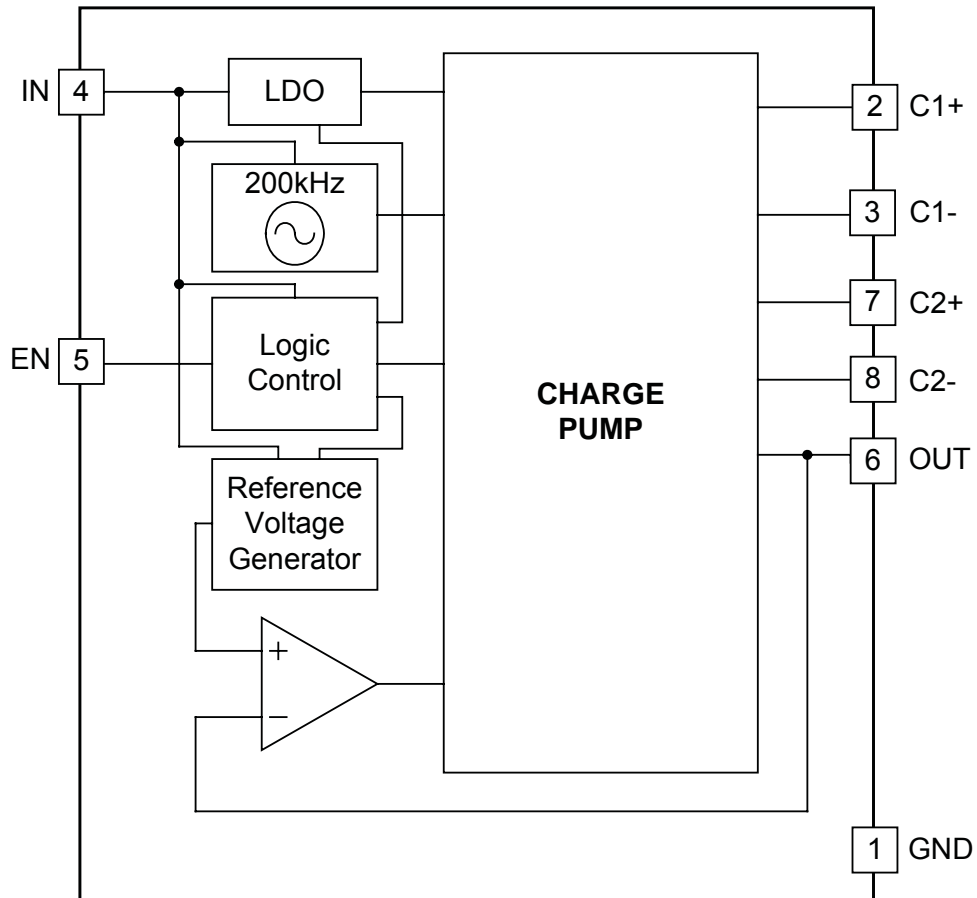 IN 4
LDO
2 C1+
200kHz
3 C1-
7 C2+
EN 5
Logic
Control
8 C2-
CHARGE
PUMP
6 OUT
Reference
Voltage
Generator
+
−
1 GND